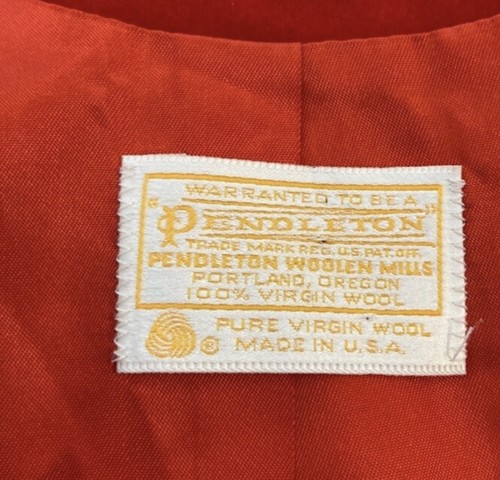 WARRANTED TO BE A
"PENDLETON"
TRADE MARK REG. U.S. PAT. OFF.
PENDLETON WOOLEN MILLS
PORTLAND, OREGON
100% VIRGIN WOOL
® PURE VIRGIN WOOL
MADE IN U.S.A.